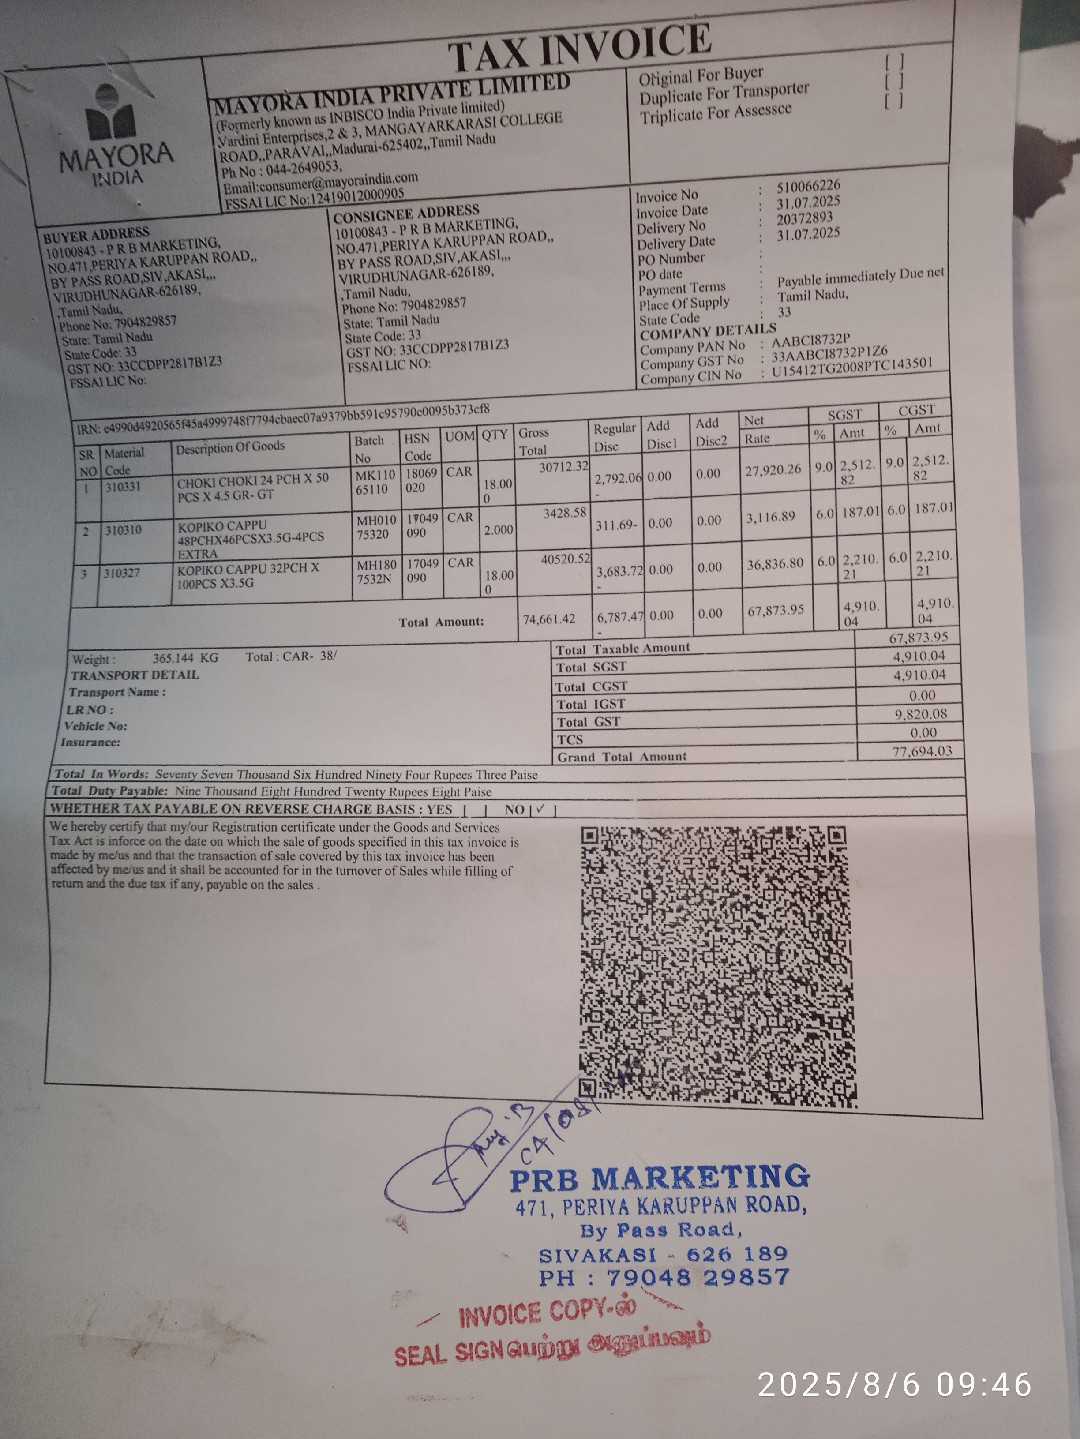 TAX INVOICE
MAYORA
INDIA
MAYORA INDIA PRIVATE LIMITED
(Formerly known as INBISCO India Private limited)
Vardini Enterprises,2 & 3, MANGAYARKARASI COLLEGE
ROAD,,PARAVAI,,Madurai-625402,,Tamil Nadu
Ph No : 044-2649053,
Email:consumer@mayoraindia.com
FSSAI LIC No:12419012000905
Original For Buyer [ ]
Duplicate For Transporter [ ]
Triplicate For Assessee [ ]
BUYER ADDRESS
10100843 - P R B MARKETING,
NO.471,PERIYA KARUPPAN ROAD,,
BY PASS ROAD,SIV,AKASI,,,
VIRUDHUNAGAR-626189,
,Tamil Nadu,
Phone No: 7904829857
State: Tamil Nadu
State Code: 33
GST NO: 33CCDPP2817B1Z3
FSSAI LIC No:
CONSIGNEE ADDRESS
10100843 - P R B MARKETING,
NO.471,PERIYA KARUPPAN ROAD,,
BY PASS ROAD,SIV,AKASI,,,
VIRUDHUNAGAR-626189,
,Tamil Nadu,
Phone No: 7904829857
State: Tamil Nadu
State Code: 33
GST NO: 33CCDPP2817B1Z3
FSSAI LIC NO:
Invoice No : 510066226
Invoice Date : 31.07.2025
Delivery No : 20372893
Delivery Date : 31.07.2025
PO Number :
PO date :
Payment Terms : Payable immediately Due net
Place Of Supply : Tamil Nadu,
State Code : 33
COMPANY DETAILS
Company PAN No : AABCI8732P
Company GST No : 33AABCI8732P1Z6
Company CIN No : U15412TG2008PTC143501
IRN: e4990d4920565f45a4999748f7794cbaec07a9379bb591c95790c0095b373cf8
SR NO Material Code Description Of Goods Batch No HSN Code UOM QTY Gross Total Regular Disc Add Disc1 Add Disc2 Net Rate SGST % Amt CGST % Amt
1 310331 CHOKI CHOKI 24 PCH X 50 PCS X 4.5 GR- GT MK110 65110 18069 020 CAR 18.00 0 30712.32 2,792.06 - 0.00 0.00 27,920.26 9.0 2,512. 82 9.0 2,512. 82
2 310310 KOPIKO CAPPU 48PCHX46PCSX3.5G-4PCS EXTRA MH010 75320 17049 090 CAR 2.000 3428.58 311.69- 0.00 0.00 3,116.89 6.0 187.01 6.0 187.01
3 310327 KOPIKO CAPPU 32PCH X 100PCS X3.5G MH180 7532N 17049 090 CAR 18.00 0 40520.52 3,683.72 - 0.00 0.00 36,836.80 6.0 2,210. 21 6.0 2,210. 21
Total Amount: 74,661.42 6,787.47 - 0.00 0.00 67,873.95 4,910. 04 4,910. 04
Weight : 365.144 KG Total : CAR- 38/
TRANSPORT DETAIL
Transport Name :
LR NO :
Vehicle No:
Insurance:
Total Taxable Amount 67,873.95
Total SGST 4,910.04
Total CGST 4,910.04
Total IGST 0.00
Total GST 9,820.08
TCS 0.00
Grand Total Amount 77,694.03
Total In Words: Seventy Seven Thousand Six Hundred Ninety Four Rupees Three Paise
Total Duty Payable: Nine Thousand Eight Hundred Twenty Rupees Eight Paise
WHETHER TAX PAYABLE ON REVERSE CHARGE BASIS : YES [ ] NO [✓ ]
We hereby certify that my/our Registration certificate under the Goods and Services
Tax Act is inforce on the date on which the sale of goods specified in this tax invoice is
made by me/us and that the transaction of sale covered by this tax invoice has been
affected by me/us and it shall be accounted for in the turnover of Sales while filling of
return and the due tax if any, payable on the sales .
PRB MARKETING
471, PERIYA KARUPPAN ROAD,
By Pass Road,
SIVAKASI - 626 189
PH : 79048 29857
INVOICE COPY-ல்
SEAL SIGN பெற்று அனுப்பவும்
2025/8/6 09:46